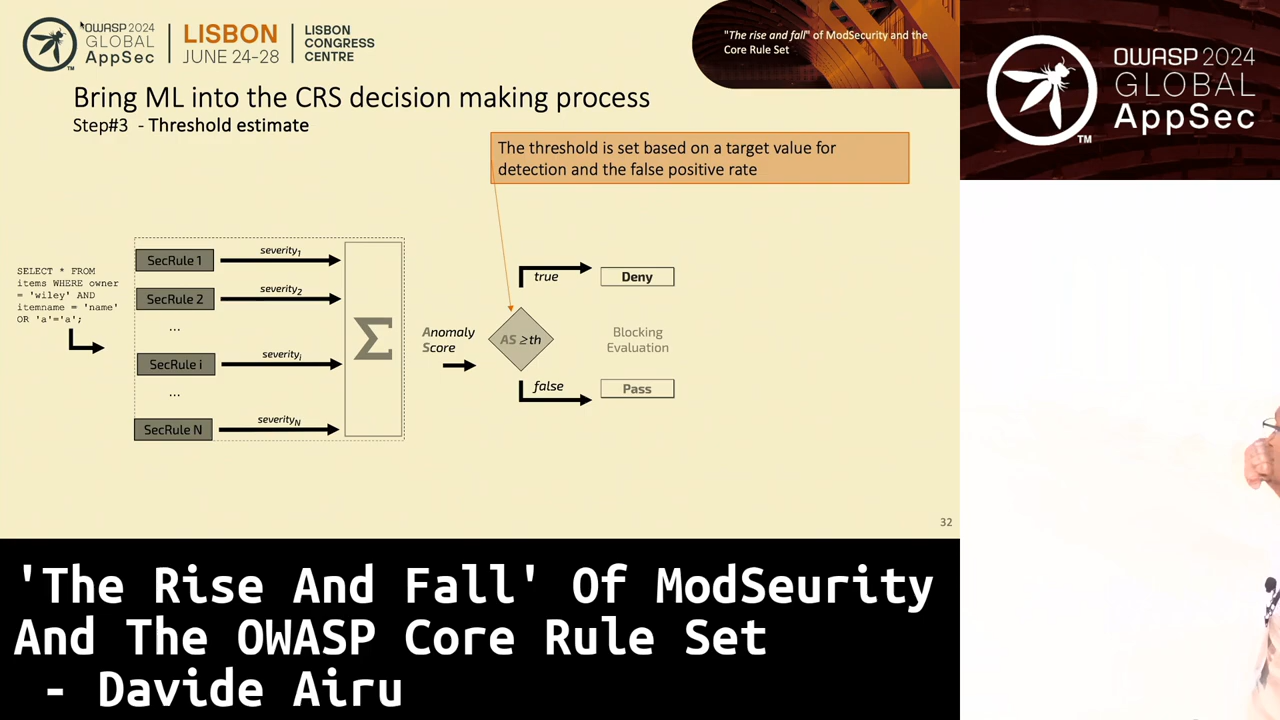 OWASP 2024
GLOBAL
AppSec
TM
LISBON
JUNE 24-28
LISBON
CONGRESS
CENTRE
"The rise and fall" of ModSecurity and the
Core Rule Set
OWASP 2024
GLOBAL
AppSec
TM
Bring ML into the CRS decision making process
Step#3 - Threshold estimate
The threshold is set based on a target value for
detection and the false positive rate
SELECT * FROM
items WHERE owner
= 'wiley' AND
itemname = 'name'
OR 'a'='a';
SecRule 1
severity1
SecRule 2
severity2
...
SecRule i
severityi
...
SecRule N
severityN
Σ
Anomaly
Score
AS ≥th
true
Deny
Blocking
Evaluation
false
Pass
32
'The Rise And Fall' Of ModSeurity
And The OWASP Core Rule Set
- Davide Airu